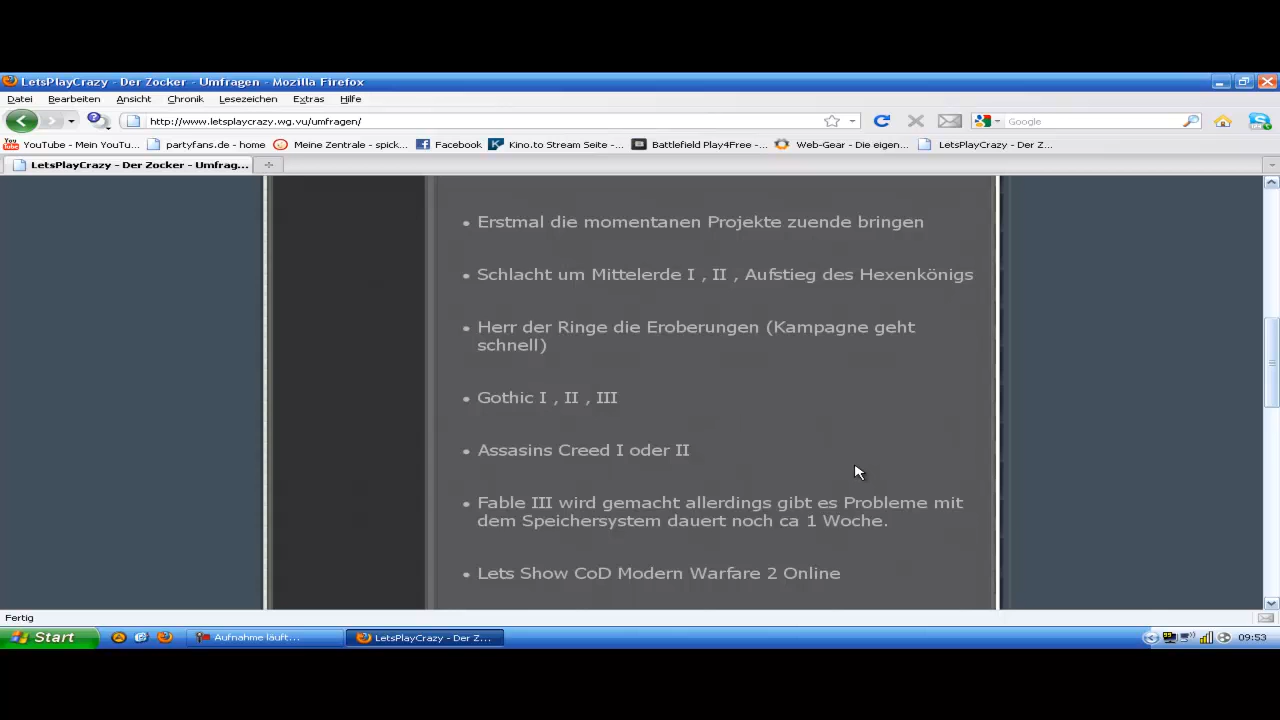 LetsPlayCrazy - Der Zocker - Umfragen - Mozilla Firefox
Datei Bearbeiten Ansicht Chronik Lesezeichen Extras Hilfe
http://www.letsplaycrazy.wg.vu/umfragen/ Google
YouTube - Mein YouTu... partyfans.de - home Meine Zentrale - spick... Facebook Kino.to Stream Seite -... Battlefield Play4Free -... Web-Gear - Die eigen... LetsPlayCrazy - Der Z...
LetsPlayCrazy - Der Zocker - Umfrag...
• Erstmal die momentanen Projekte zuende bringen
• Schlacht um Mittelerde I , II , Aufstieg des Hexenkönigs
• Herr der Ringe die Eroberungen (Kampagne geht
schnell)
• Gothic I , II , III
• Assasins Creed I oder II
• Fable III wird gemacht allerdings gibt es Probleme mit
dem Speichersystem dauert noch ca 1 Woche.
• Lets Show CoD Modern Warfare 2 Online
Fertig
Start Aufnahme läuft... LetsPlayCrazy - Der Z... 09:53